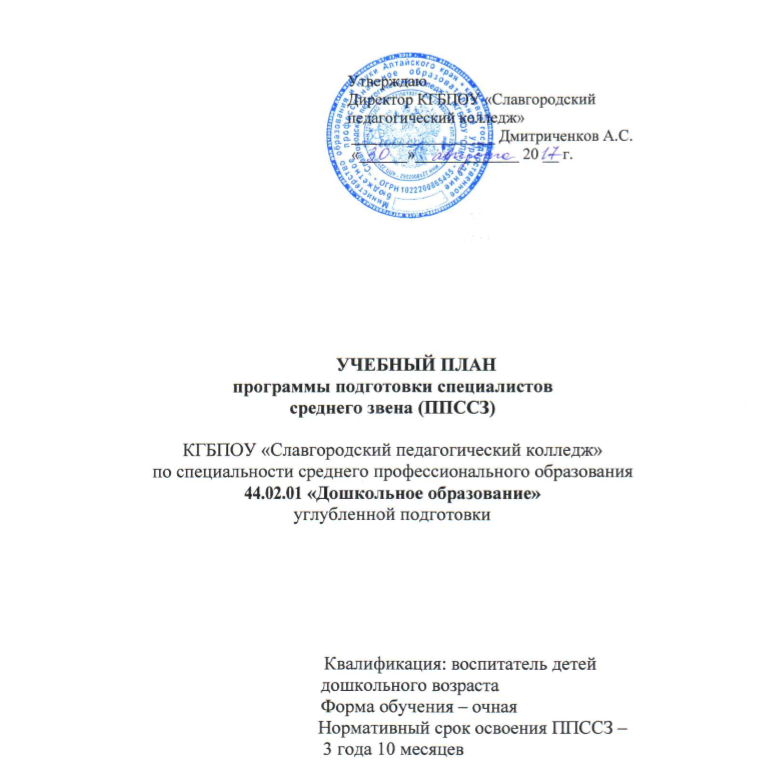 Утверждаю
Директор КГБПОУ «Славгородский
педагогический колледж»
Дмитриченков А.С.
«30» августа 2017 г.
УЧЕБНЫЙ ПЛАН
программы подготовки специалистов
среднего звена (ППССЗ)
КГБПОУ «Славгородский педагогический колледж»
по специальности среднего профессионального образования
44.02.01 «Дошкольное образование»
углубленной подготовки
Квалификация: воспитатель детей
дошкольного возраста
Форма обучения – очная
Нормативный срок освоения ППССЗ –
3 года 10 месяцев